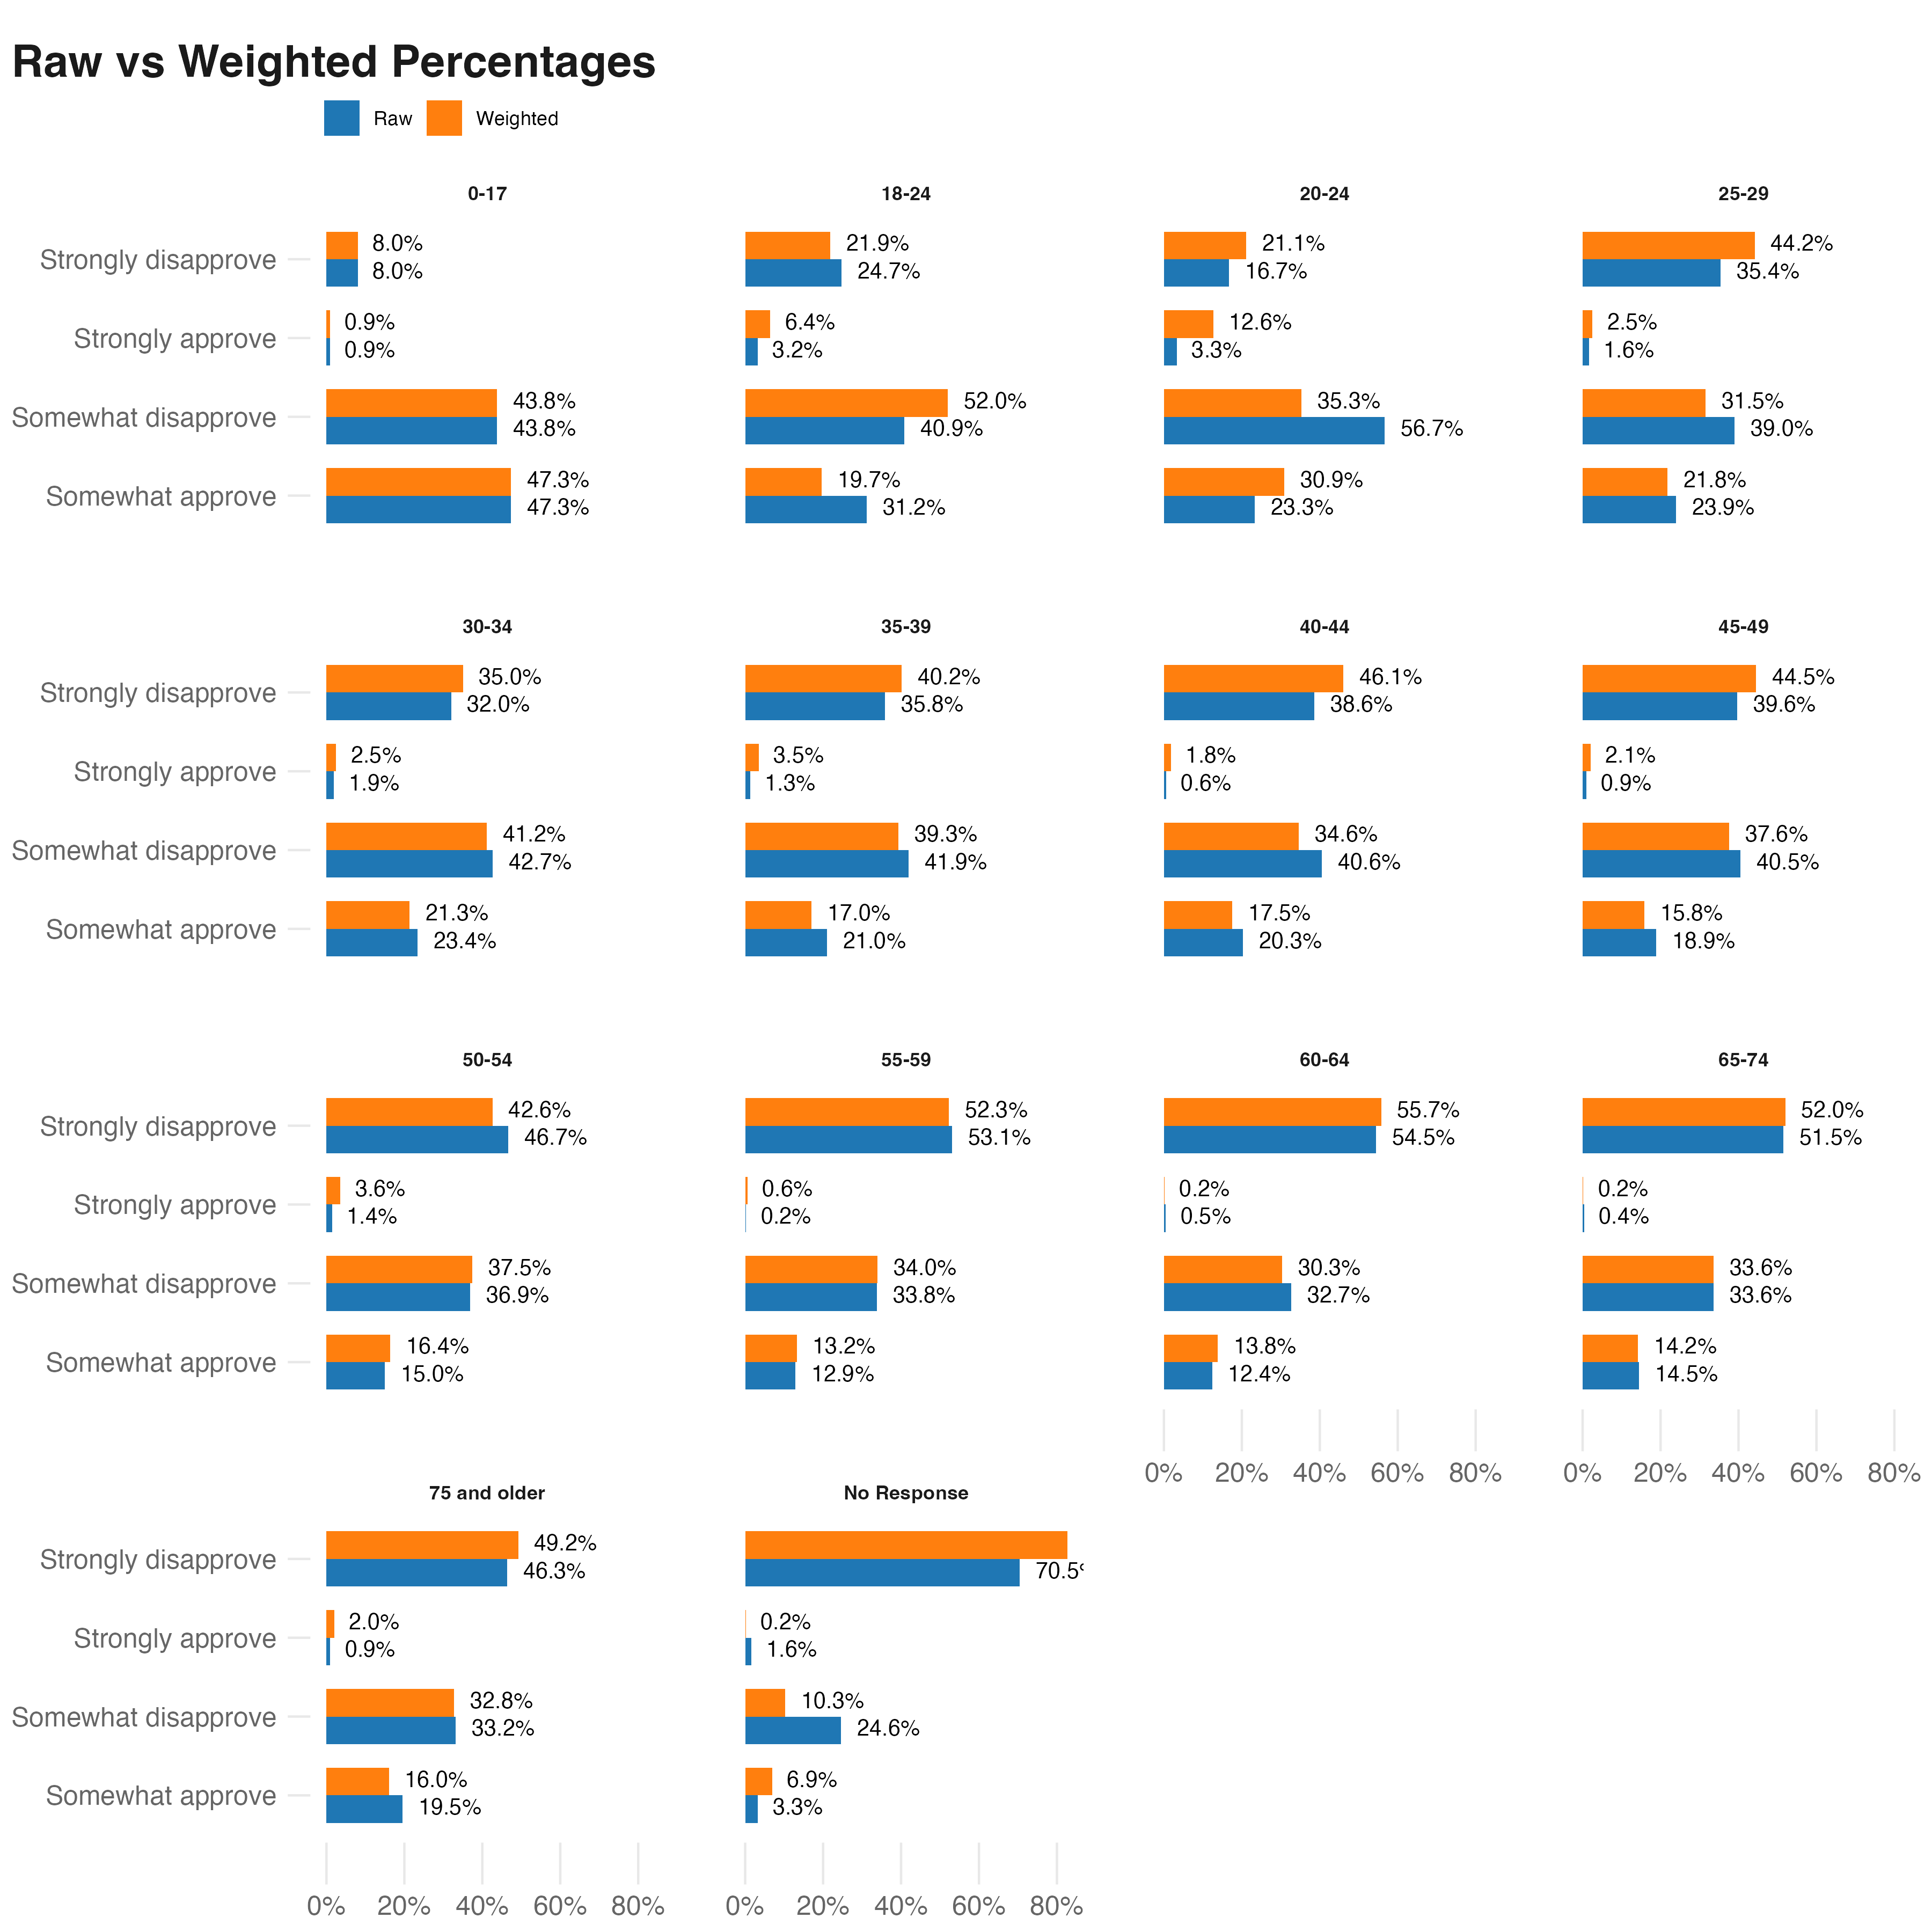 Raw vs Weighted Percentages
Raw Weighted
0-17 18-24 20-24 25-29
Strongly disapprove 8.0% 21.9% 21.1% 44.2%
8.0% 24.7% 16.7% 35.4%
Strongly approve 0.9% 6.4% 12.6% 2.5%
0.9% 3.2% 3.3% 1.6%
Somewhat disapprove 43.8% 52.0% 35.3% 31.5%
43.8% 40.9% 56.7% 39.0%
Somewhat approve 47.3% 19.7% 30.9% 21.8%
47.3% 31.2% 23.3% 23.9%
30-34 35-39 40-44 45-49
Strongly disapprove 35.0% 40.2% 46.1% 44.5%
32.0% 35.8% 38.6% 39.6%
Strongly approve 2.5% 3.5% 1.8% 2.1%
1.9% 1.3% 0.6% 0.9%
Somewhat disapprove 41.2% 39.3% 34.6% 37.6%
42.7% 41.9% 40.6% 40.5%
Somewhat approve 21.3% 17.0% 17.5% 15.8%
23.4% 21.0% 20.3% 18.9%
50-54 55-59 60-64 65-74
Strongly disapprove 42.6% 52.3% 55.7% 52.0%
46.7% 53.1% 54.5% 51.5%
Strongly approve 3.6% 0.6% 0.2% 0.2%
1.4% 0.2% 0.5% 0.4%
Somewhat disapprove 37.5% 34.0% 30.3% 33.6%
36.9% 33.8% 32.7% 33.6%
Somewhat approve 16.4% 13.2% 13.8% 14.2%
15.0% 12.9% 12.4% 14.5%
0% 20% 40% 60% 80% 0% 20% 40% 60% 80%
75 and older No Response
Strongly disapprove 49.2%
46.3% 70.5%
Strongly approve 2.0% 0.2%
0.9% 1.6%
Somewhat disapprove 32.8% 10.3%
33.2% 24.6%
Somewhat approve 16.0% 6.9%
19.5% 3.3%
0% 20% 40% 60% 80% 0% 20% 40% 60% 80%